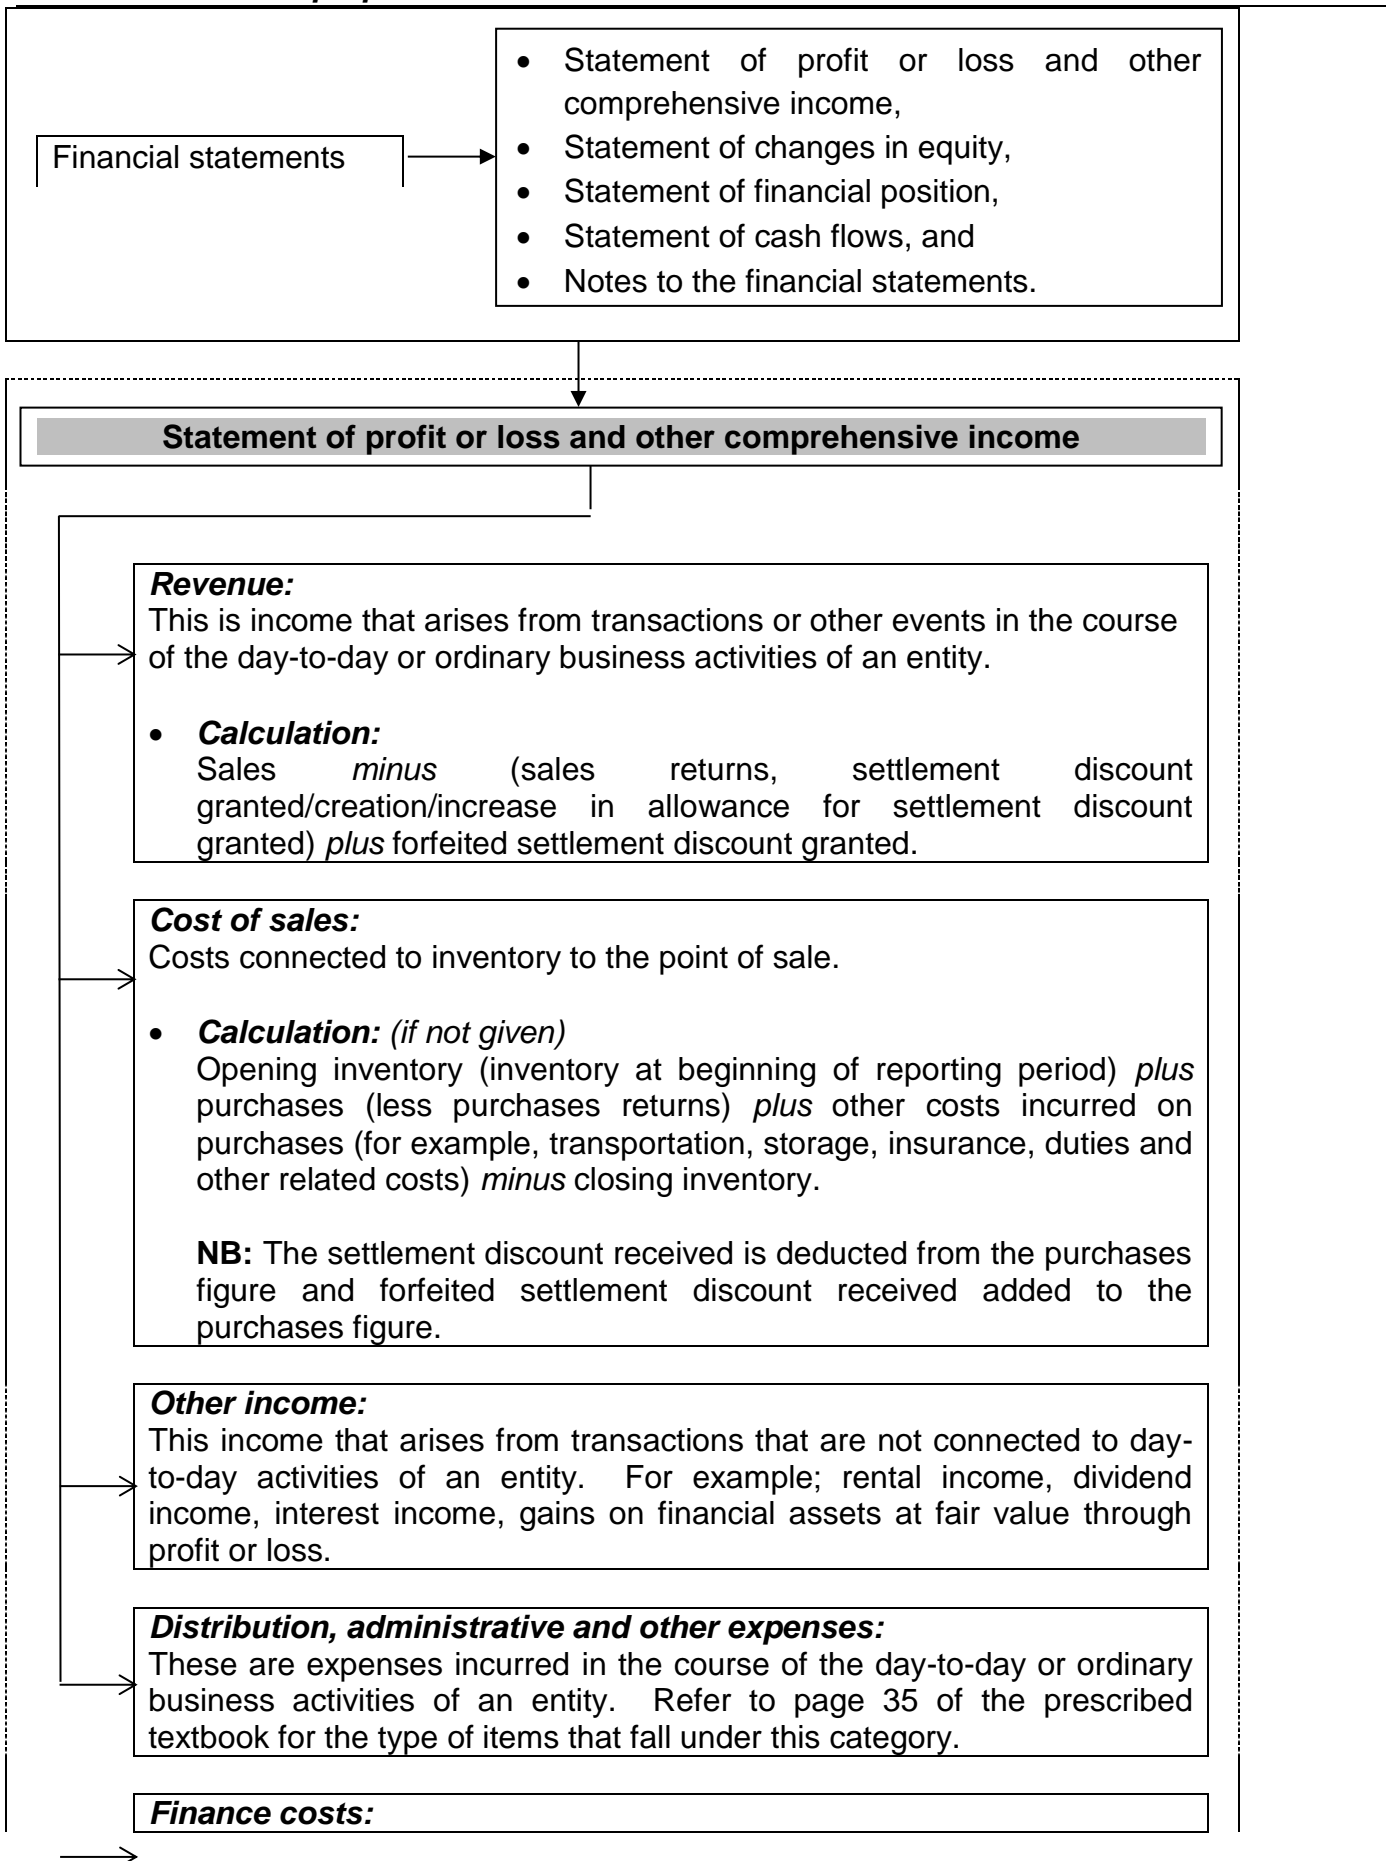 Financial statements
• Statement of profit or loss and other
comprehensive income,
• Statement of changes in equity,
• Statement of financial position,
• Statement of cash flows, and
• Notes to the financial statements.
Statement of profit or loss and other comprehensive income
Revenue:
This is income that arises from transactions or other events in the course
of the day-to-day or ordinary business activities of an entity.
• Calculation:
Sales minus (sales returns, settlement discount
granted/creation/increase in allowance for settlement discount
granted) plus forfeited settlement discount granted.
Cost of sales:
Costs connected to inventory to the point of sale.
• Calculation: (if not given)
Opening inventory (inventory at beginning of reporting period) plus
purchases (less purchases returns) plus other costs incurred on
purchases (for example, transportation, storage, insurance, duties and
other related costs) minus closing inventory.
NB: The settlement discount received is deducted from the purchases
figure and forfeited settlement discount received added to the
purchases figure.
Other income:
This income that arises from transactions that are not connected to day-
to-day activities of an entity. For example; rental income, dividend
income, interest income, gains on financial assets at fair value through
profit or loss.
Distribution, administrative and other expenses:
These are expenses incurred in the course of the day-to-day or ordinary
business activities of an entity. Refer to page 35 of the prescribed
textbook for the type of items that fall under this category.
Finance costs: